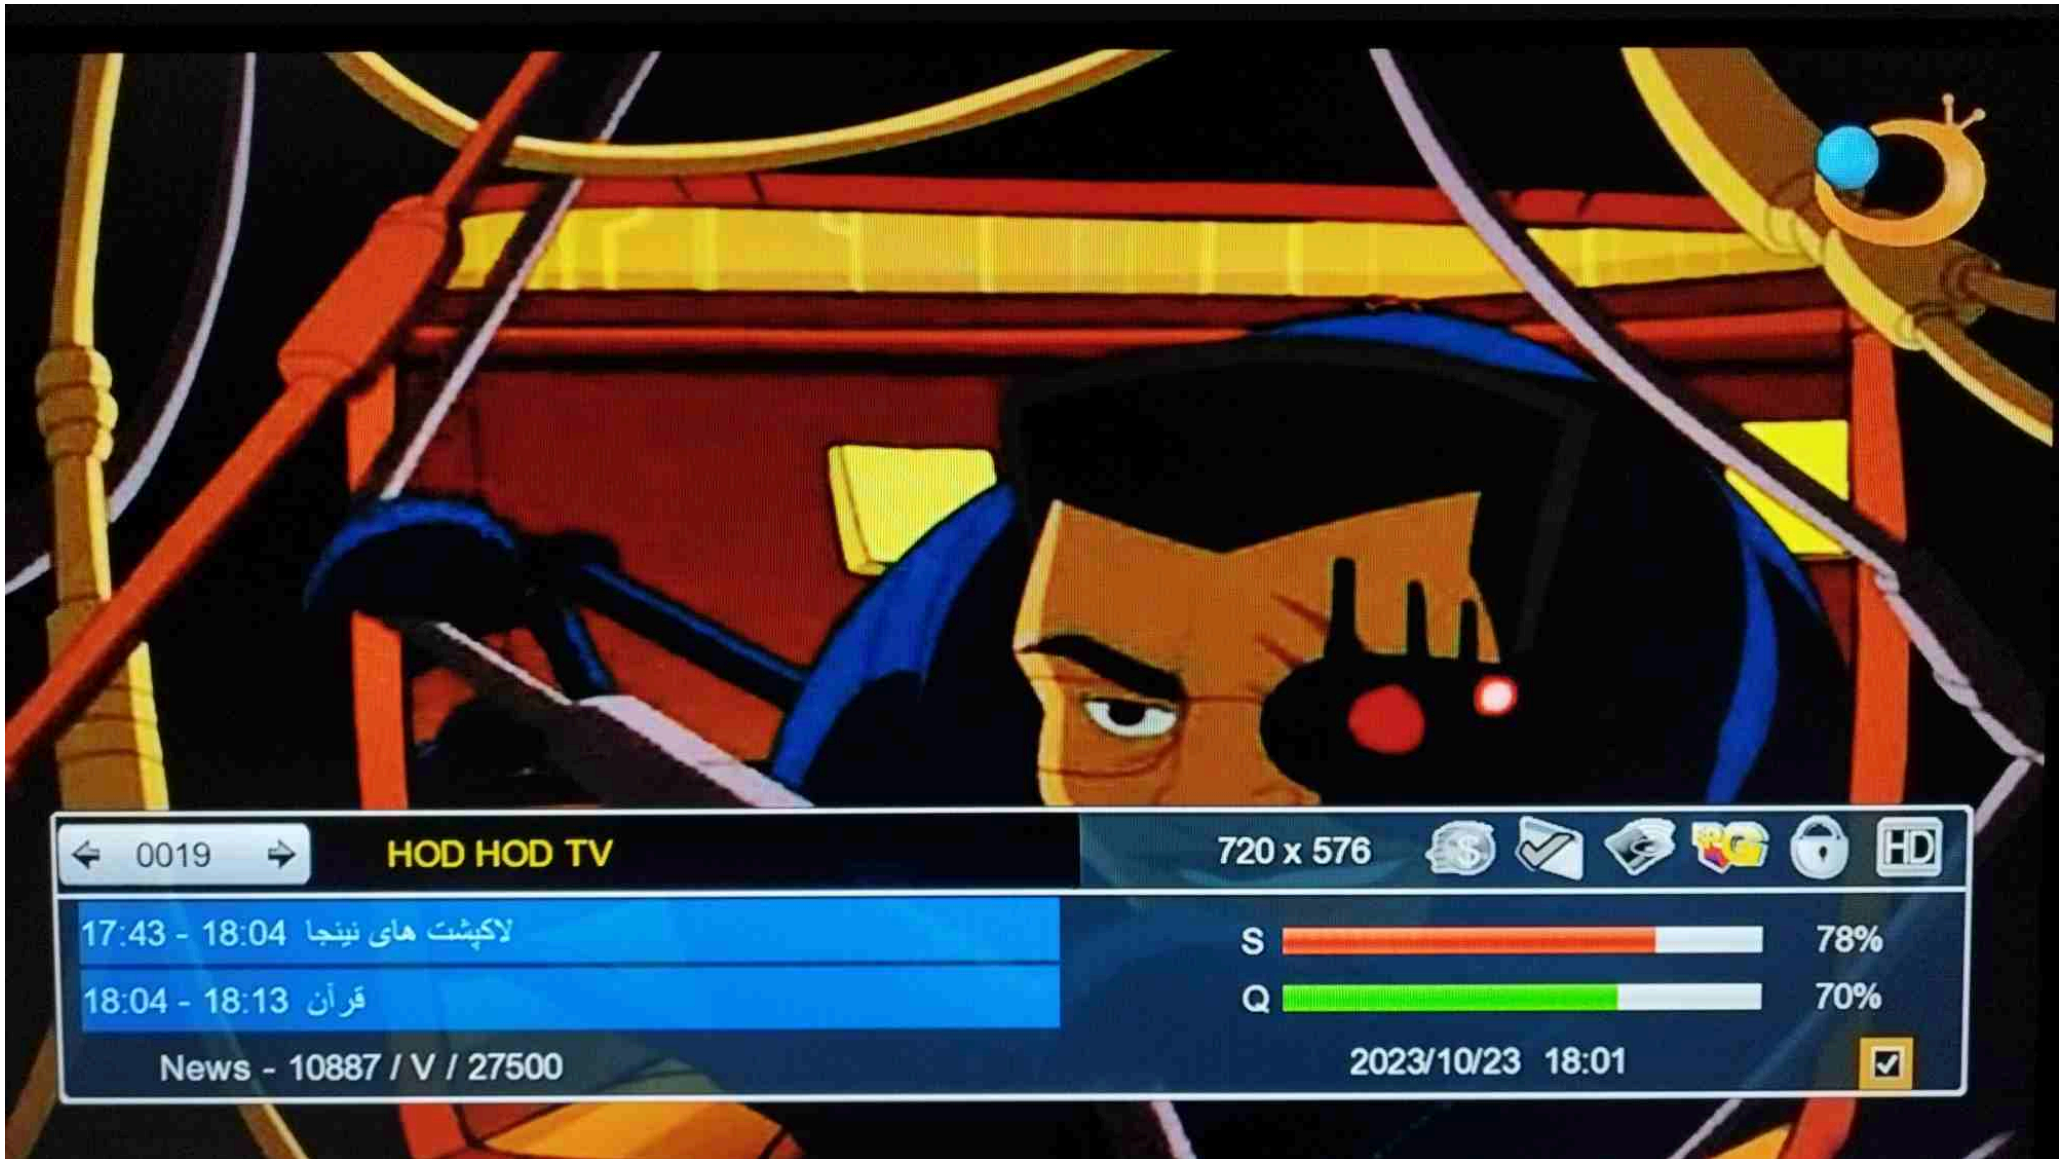 0019
HOD HOD TV
720 x 576
HD
17:43 - 18:04 لاکپشت های نینجا
18:04 - 18:13 قرآن
S 78%
Q 70%
News - 10887 / V / 27500
2023/10/23 18:01